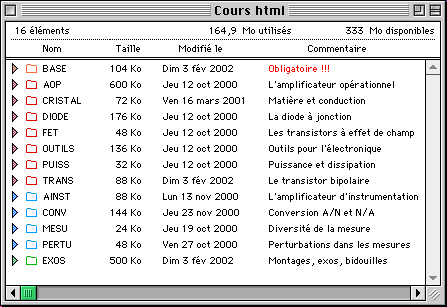 Cours html
16 éléments 164,9 Mo utilisés 333 Mo disponibles
Nom Taille Modifié le Commentaire
BASE 104 Ko Dim 3 fév 2002 Obligatoire !!!
AOP 600 Ko Jeu 12 oct 2000 L'amplificateur opérationnel
CRISTAL 72 Ko Ven 16 mars 2001 Matière et conduction
DIODE 176 Ko Jeu 12 oct 2000 La diode à jonction
FET 48 Ko Jeu 12 oct 2000 Les transistors à effet de champ
OUTILS 136 Ko Jeu 12 oct 2000 Outils pour l'électronique
PUISS 32 Ko Jeu 12 oct 2000 Puissance et dissipation
TRANS 88 Ko Dim 3 fév 2002 Le transistor bipolaire
AINST 88 Ko Lun 13 nov 2000 L'amplificateur d'instrumentation
CONV 144 Ko Jeu 23 nov 2000 Conversion A/N et N/A
MESU 24 Ko Jeu 19 oct 2000 Diversité de la mesure
PERTU 48 Ko Ven 27 oct 2000 Perturbations dans les mesures
EXOS 500 Ko Dim 3 fév 2002 Montages, exos, bidouilles